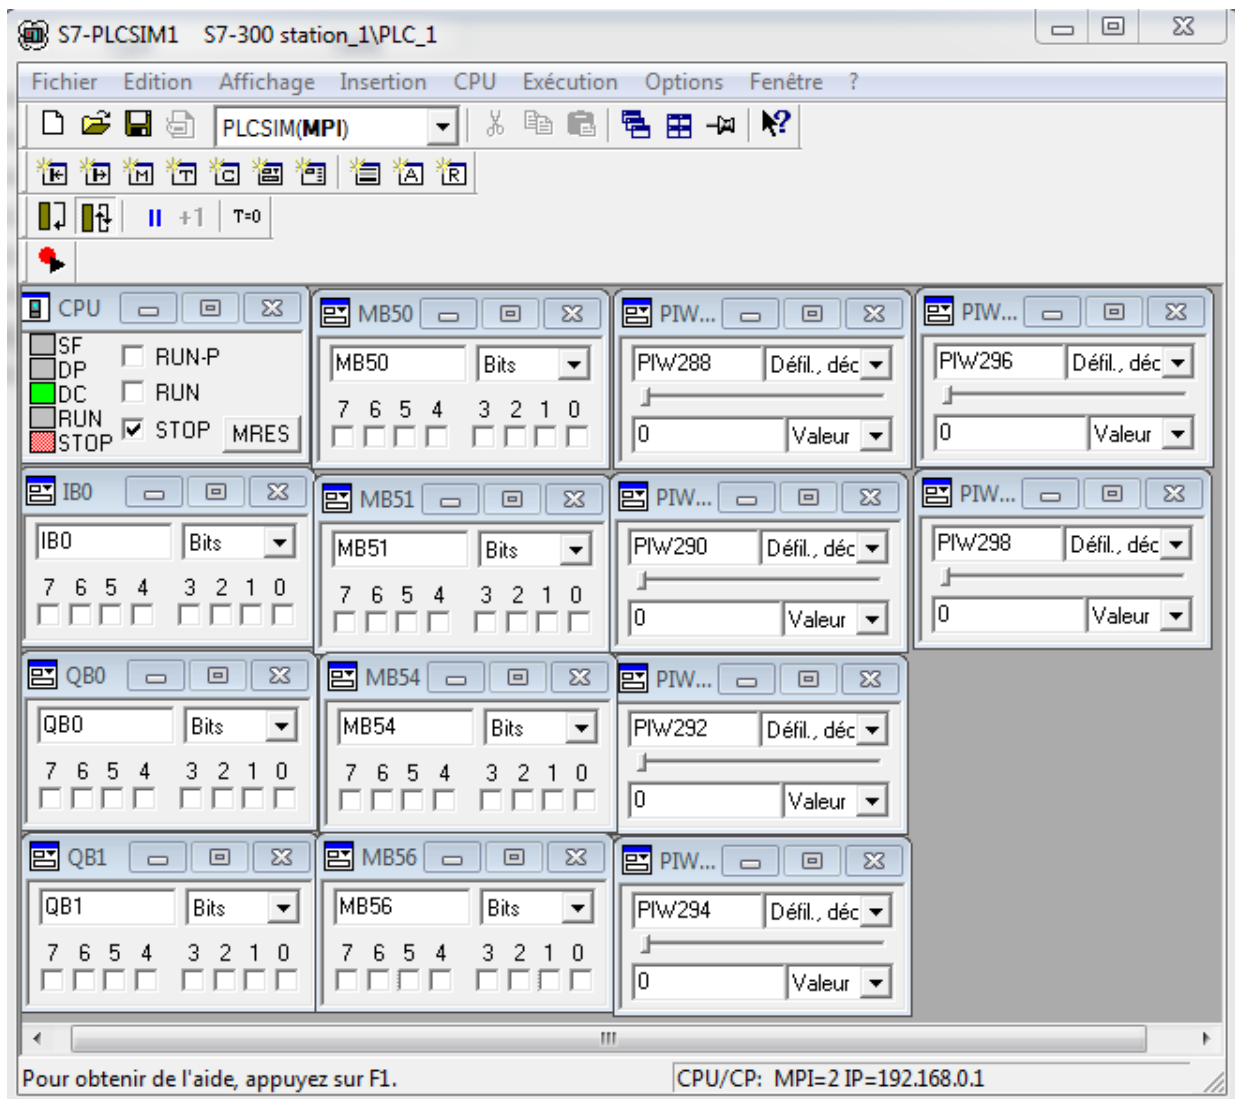 S7-PLCSIM1 S7-300 station_1\PLC_1
Fichier Edition Affichage Insertion CPU Exécution Options Fenêtre ?
PLCSIM(MPI)
M T C A R
+1 T=0
CPU
SF
DP
DC
RUN
STOP
RUN-P
RUN
STOP MRES
MB50
MB50 Bits
7 6 5 4 3 2 1 0
PIW...
PIW288 Défil., déc
0 Valeur
PIW...
PIW296 Défil., déc
0 Valeur
IB0
IB0 Bits
7 6 5 4 3 2 1 0
MB51
MB51 Bits
7 6 5 4 3 2 1 0
PIW...
PIW290 Défil., déc
0 Valeur
PIW...
PIW298 Défil., déc
0 Valeur
QB0
QB0 Bits
7 6 5 4 3 2 1 0
MB54
MB54 Bits
7 6 5 4 3 2 1 0
PIW...
PIW292 Défil., déc
0 Valeur
QB1
QB1 Bits
7 6 5 4 3 2 1 0
MB56
MB56 Bits
7 6 5 4 3 2 1 0
PIW...
PIW294 Défil., déc
0 Valeur
Pour obtenir de l'aide, appuyez sur F1. CPU/CP: MPI=2 IP=192.168.0.1